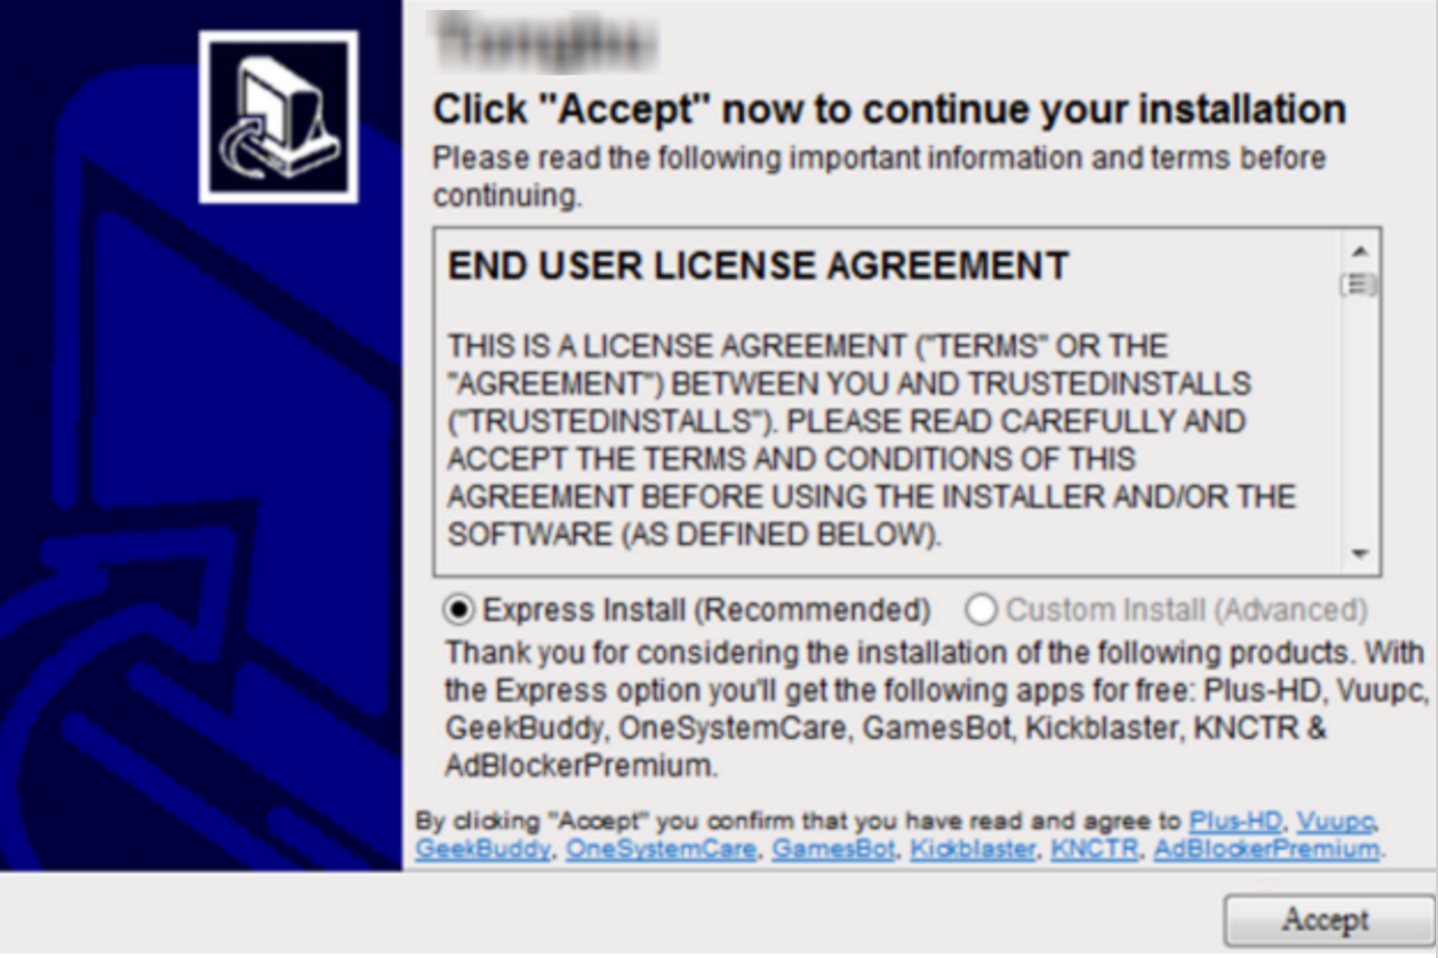 Click "Accept" now to continue your installation
Please read the following important information and terms before
continuing.
END USER LICENSE AGREEMENT
THIS IS A LICENSE AGREEMENT ("TERMS" OR THE
"AGREEMENT") BETWEEN YOU AND TRUSTEDINSTALLS
("TRUSTEDINSTALLS"). PLEASE READ CAREFULLY AND
ACCEPT THE TERMS AND CONDITIONS OF THIS
AGREEMENT BEFORE USING THE INSTALLER AND/OR THE
SOFTWARE (AS DEFINED BELOW).
Express Install (Recommended) Custom Install (Advanced)
Thank you for considering the installation of the following products. With
the Express option you'll get the following apps for free: Plus-HD, Vuupc,
GeekBuddy, OneSystemCare, GamesBot, Kickblaster, KNCTR &
AdBlockerPremium.
By clicking "Accept" you confirm that you have read and agree to Plus-HD, Vuupc,
GeekBuddy, OneSystemCare, GamesBot, Kickblaster, KNCTR, AdBlockerPremium.
Accept